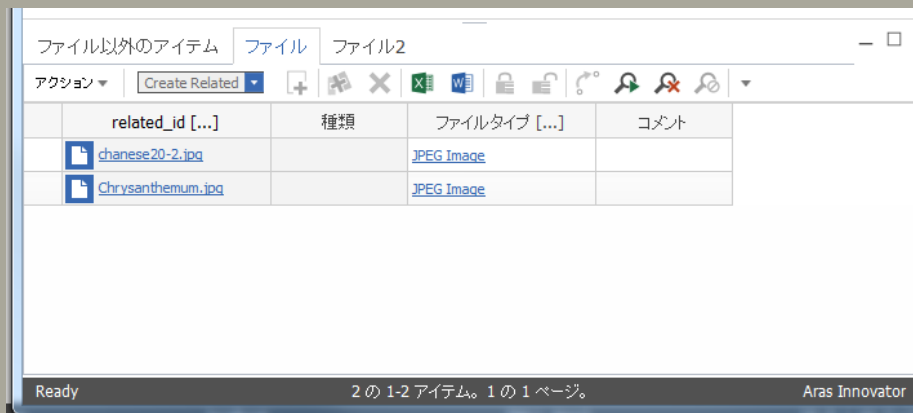 ファイル以外のアイテム ファイル ファイル2
アクション Create Related
related_id [...] 種類 ファイルタイプ [...] コメント
chanese20-2.jpg JPEG Image
Chrysanthemum.jpg JPEG Image
Ready 2 の 1-2 アイテム。1 の 1 ページ。 Aras Innovator